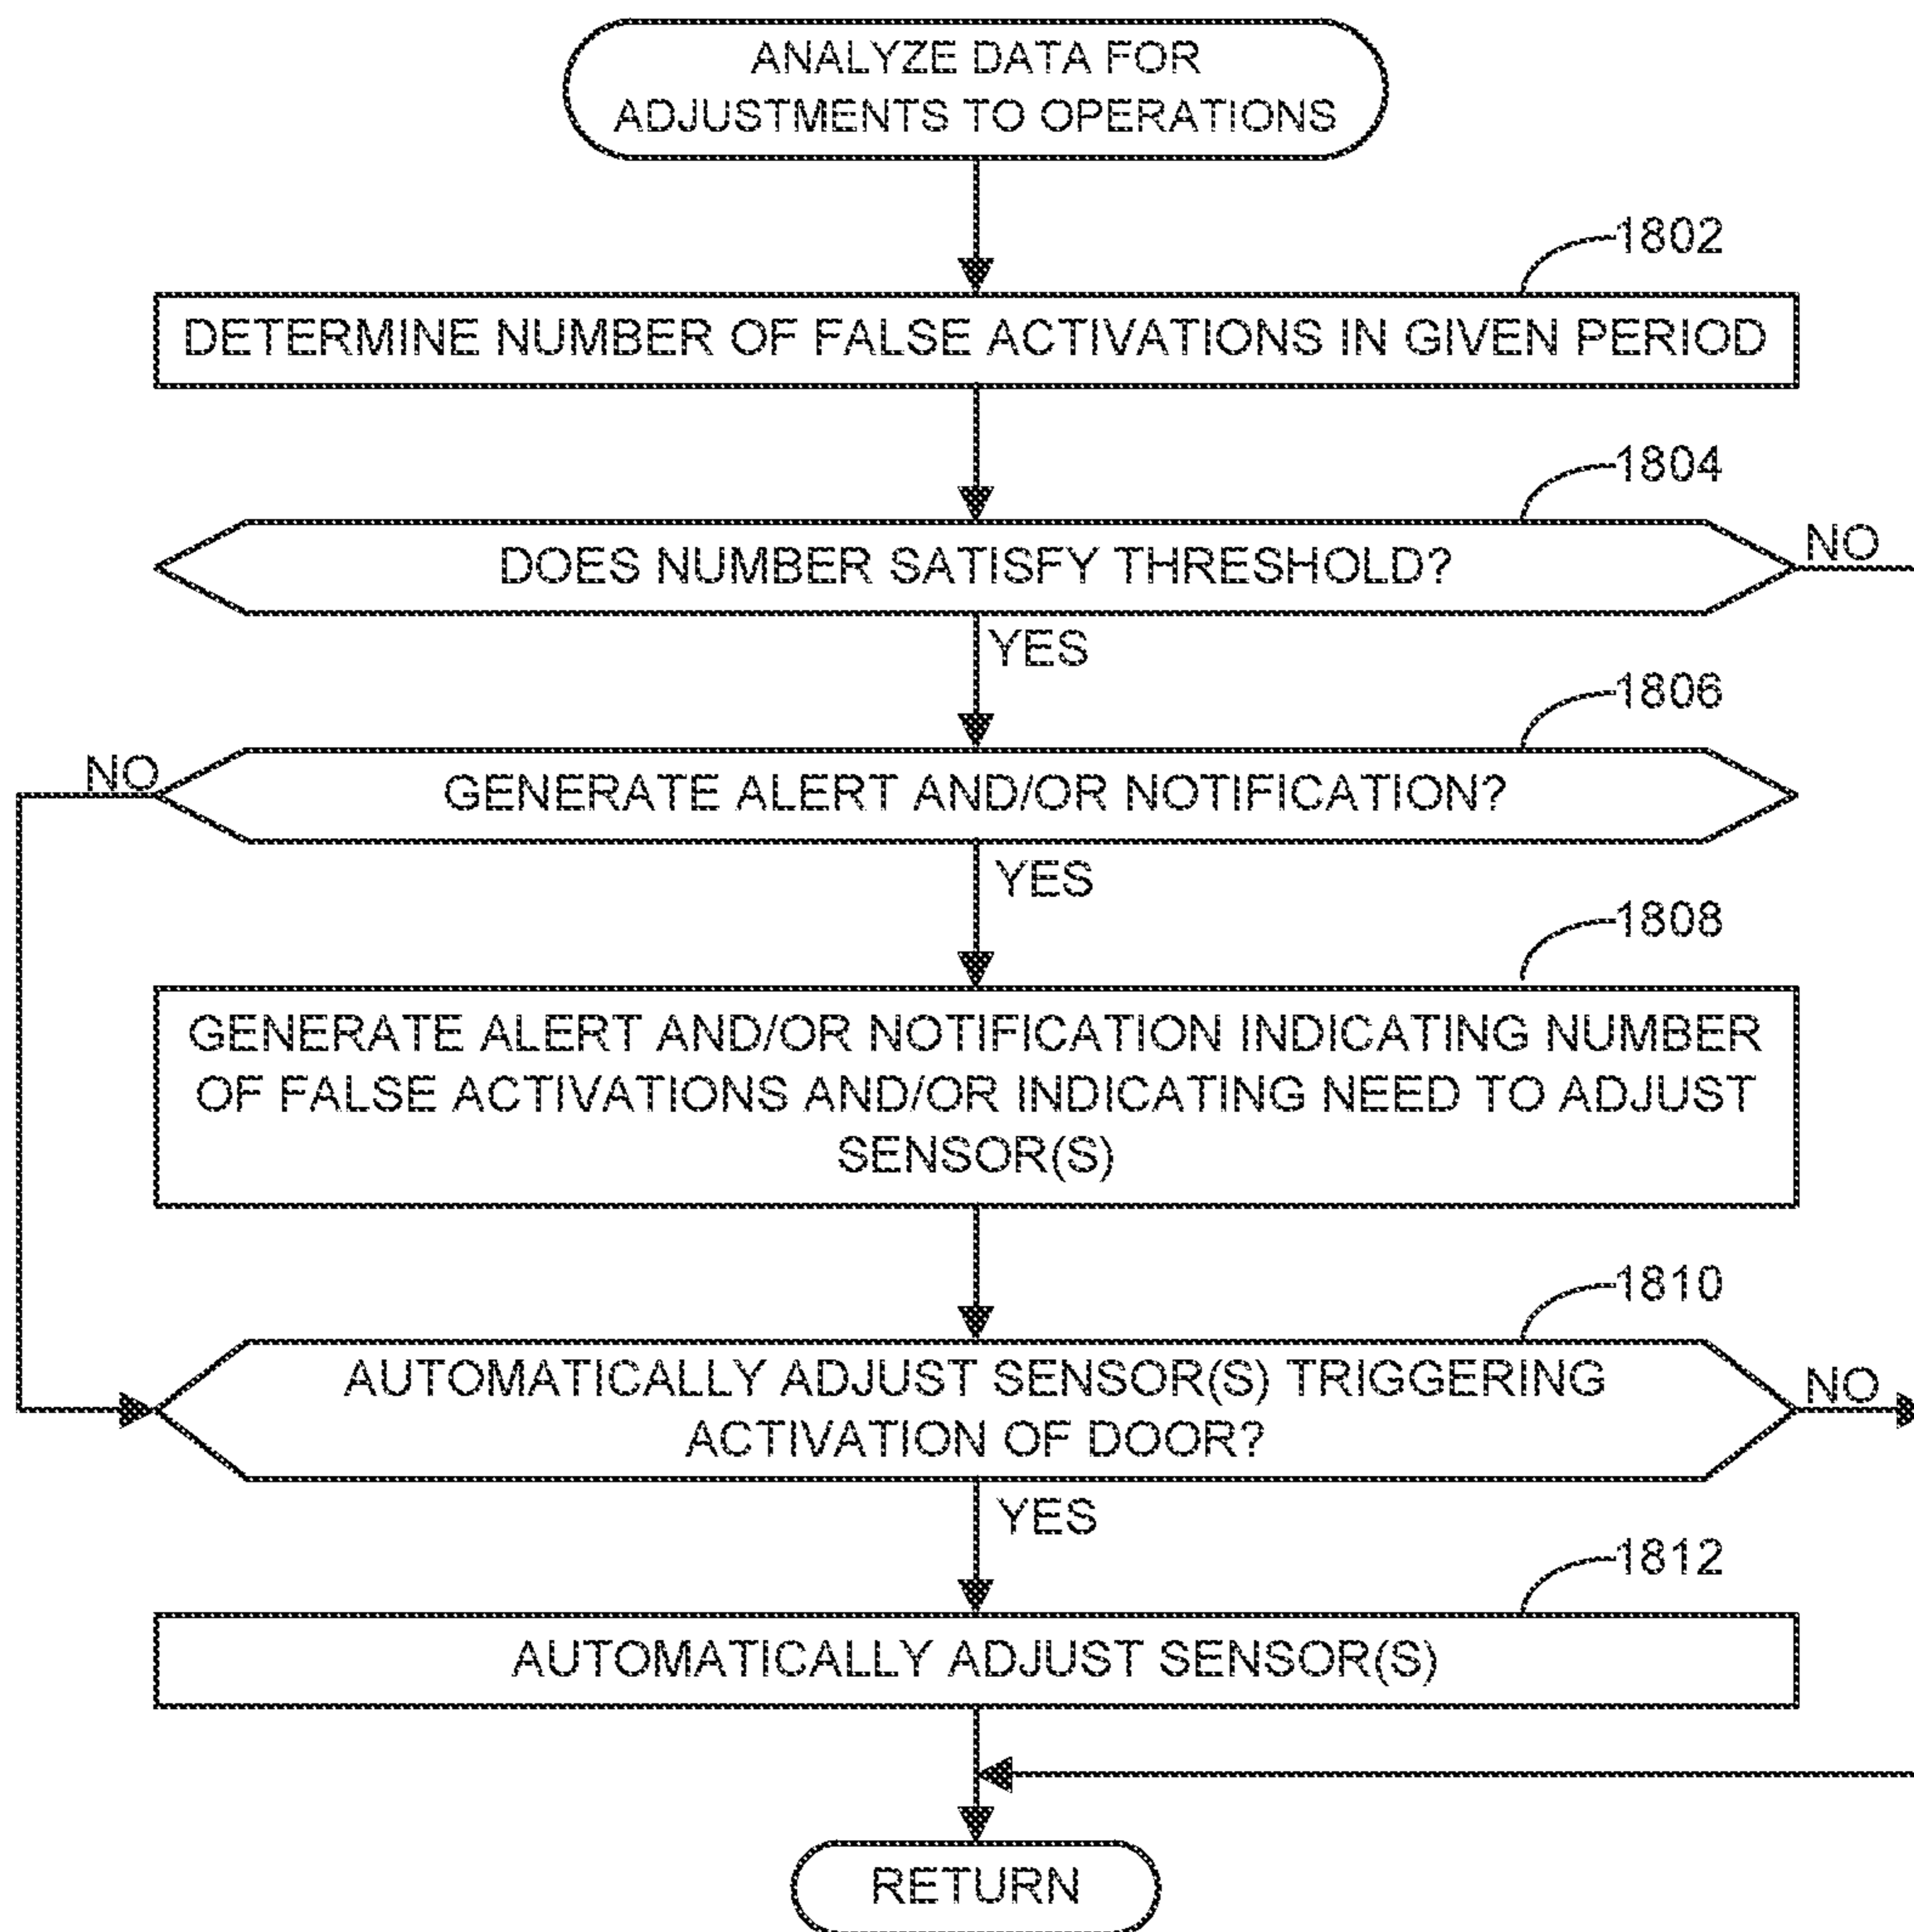 ANALYZE DATA FOR
ADJUSTMENTS TO OPERATIONS
1802
DETERMINE NUMBER OF FALSE ACTIVATIONS IN GIVEN PERIOD
1804
DOES NUMBER SATISFY THRESHOLD?
NO
YES
1806
NO
GENERATE ALERT AND/OR NOTIFICATION?
YES
1808
GENERATE ALERT AND/OR NOTIFICATION INDICATING NUMBER
OF FALSE ACTIVATIONS AND/OR INDICATING NEED TO ADJUST
SENSOR(S)
1810
AUTOMATICALLY ADJUST SENSOR(S) TRIGGERING
ACTIVATION OF DOOR?
NO
YES
1812
AUTOMATICALLY ADJUST SENSOR(S)
RETURN